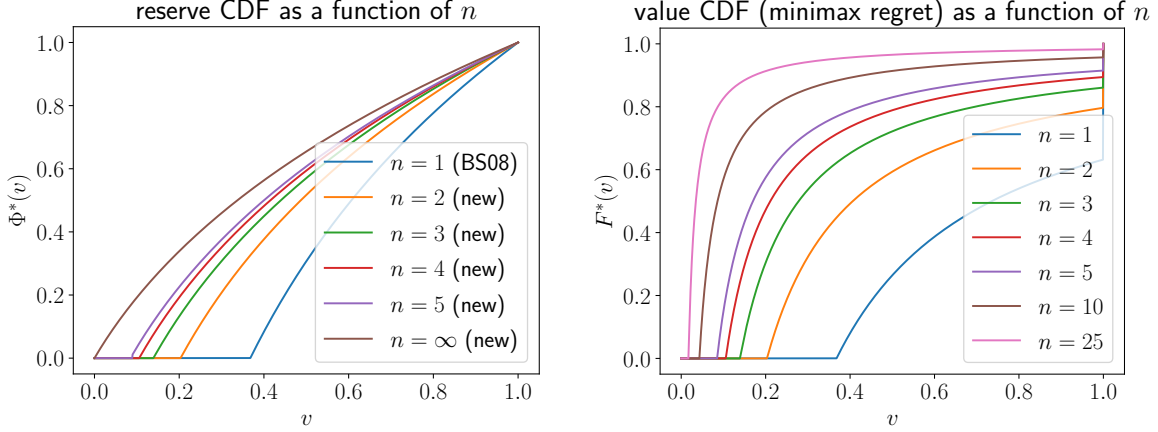 reserve CDF as a function of n
1.0
0.8
0.6
0.4
0.2
0.0
Φ*(v)
n = 1 (BS08)
n = 2 (new)
n = 3 (new)
n = 4 (new)
n = 5 (new)
n = ∞ (new)
0.0 0.2 0.4 0.6 0.8 1.0
v
value CDF (minimax regret) as a function of n
1.0
0.8
0.6
0.4
0.2
0.0
F*(v)
n = 1
n = 2
n = 3
n = 4
n = 5
n = 10
n = 25
0.0 0.2 0.4 0.6 0.8 1.0
v